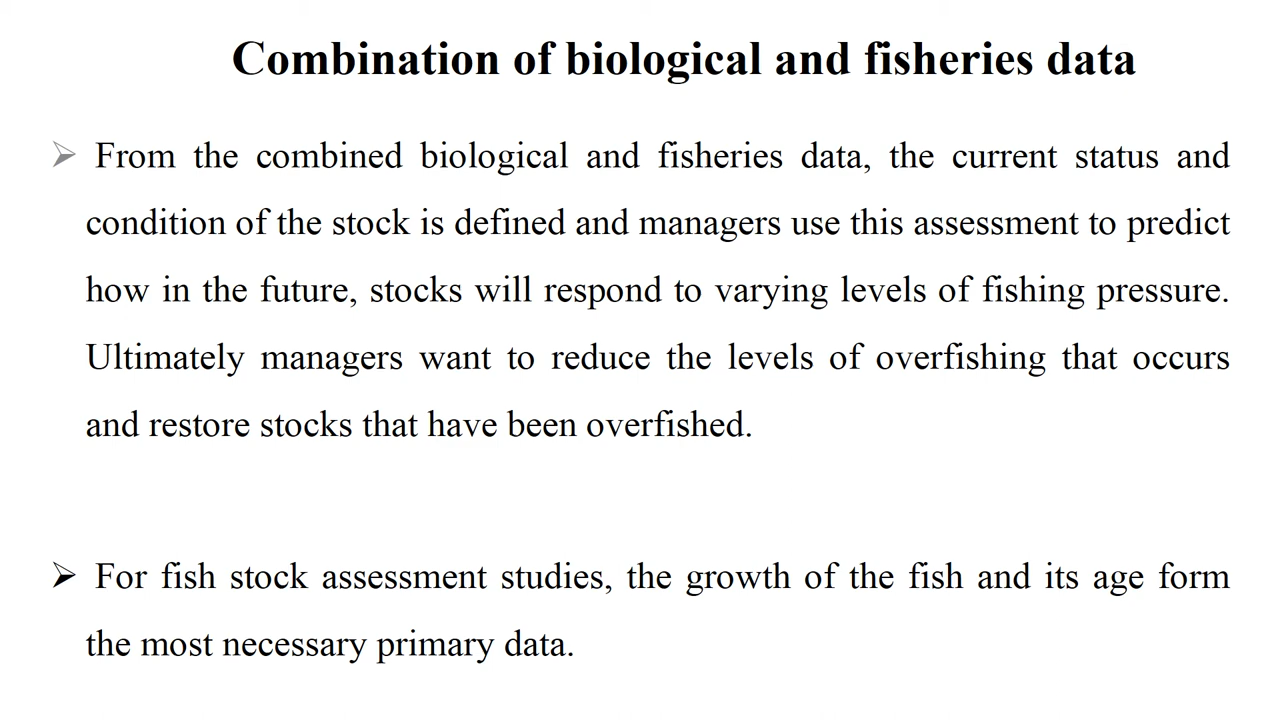 Combination of biological and fisheries data
➢ From the combined biological and fisheries data, the current status and
condition of the stock is defined and managers use this assessment to predict
how in the future, stocks will respond to varying levels of fishing pressure.
Ultimately managers want to reduce the levels of overfishing that occurs
and restore stocks that have been overfished.
➢ For fish stock assessment studies, the growth of the fish and its age form
the most necessary primary data.